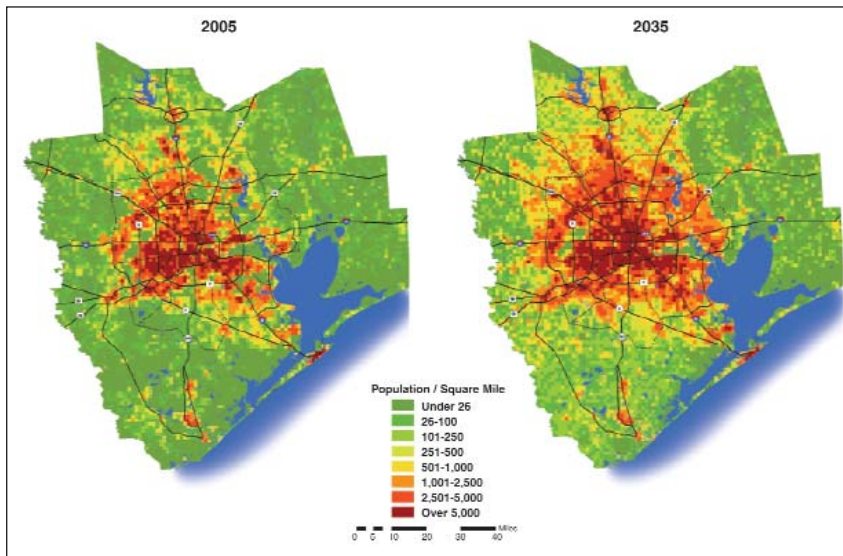 2005
2035
Population / Square Mile
Under 26
26-100
101-250
251-500
501-1,000
1,001-2,500
2,501-5,000
Over 5,000
0 5 10 20 30 40 Miles